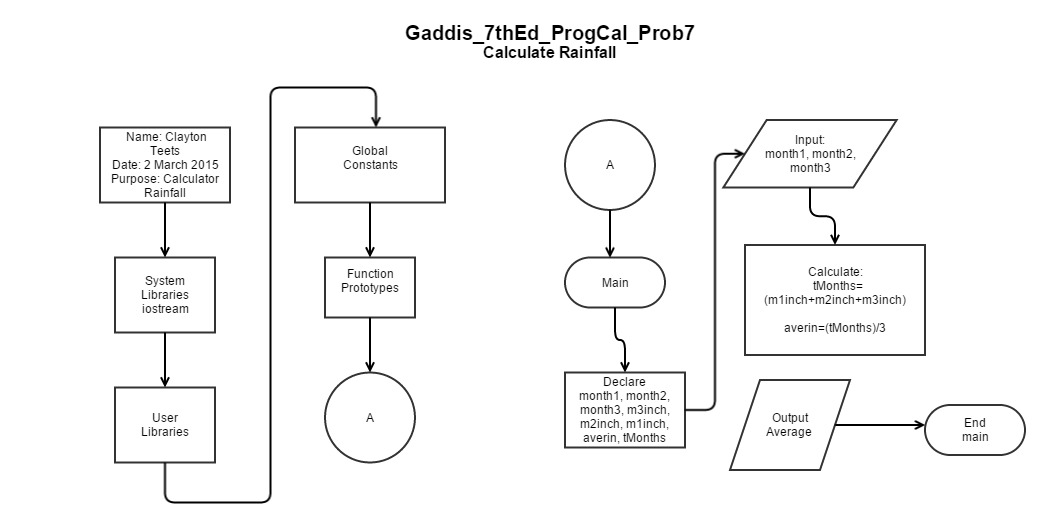 Gaddis_7thEd_ProgCal_Prob7
Calculate Rainfall
Name: Clayton
Teets
Date: 2 March 2015
Purpose: Calculator
Rainfall
System
Libraries
iostream
User
Libraries
Global
Constants
Function
Prototypes
A
A
Main
Declare
month1, month2,
month3, m3inch,
m2inch, m1inch,
averin, tMonths
Input:
month1, month2,
month3
Calculate:
tMonths=
(m1inch+m2inch+m3inch)
averin=(tMonths)/3
Output
Average
End
main